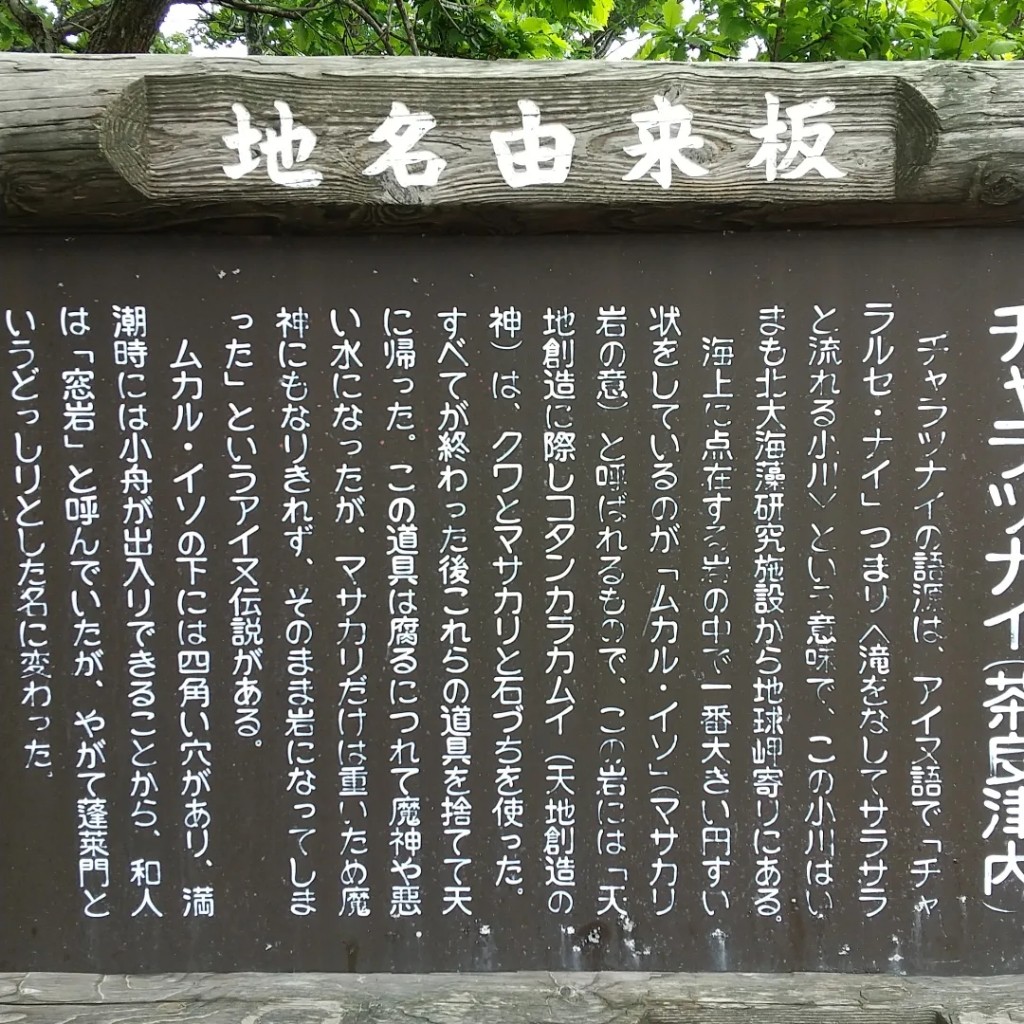 地名由来板
チャラツナイ(茶良津内)
チャラツナイの語源は、アイヌ語で「チャ
ラルセ・ナイ」つまり〈滝をなしてサラサラ
と流れる小川〉という意味で、この小川はい
まも北大海藻研究施設から地球岬寄りにある。
海上に点在する岩の中で一番大きい円すい
状をしているのが「ムカル・イソ」(マサカリ
岩の意)と呼ばれるもので、この岩には「天
地創造に際しコタンカラカムイ(天地創造の
神)は、クワとマサカリと石づちを使った。
すべてが終わった後これらの道具を捨てて天
に帰った。この道具は腐るにつれて魔神や悪
い水になったが、マサカリだけは重いため魔
神にもなりきれず、そのまま岩になってしま
った」というアイヌ伝説がある。
ムカル・イソの下には四角い穴があり、満
潮時には小舟が出入りできることから、和人
は「窓岩」と呼んでいたが、やがて蓬萊門と
いうどっしりとした名に変わった。